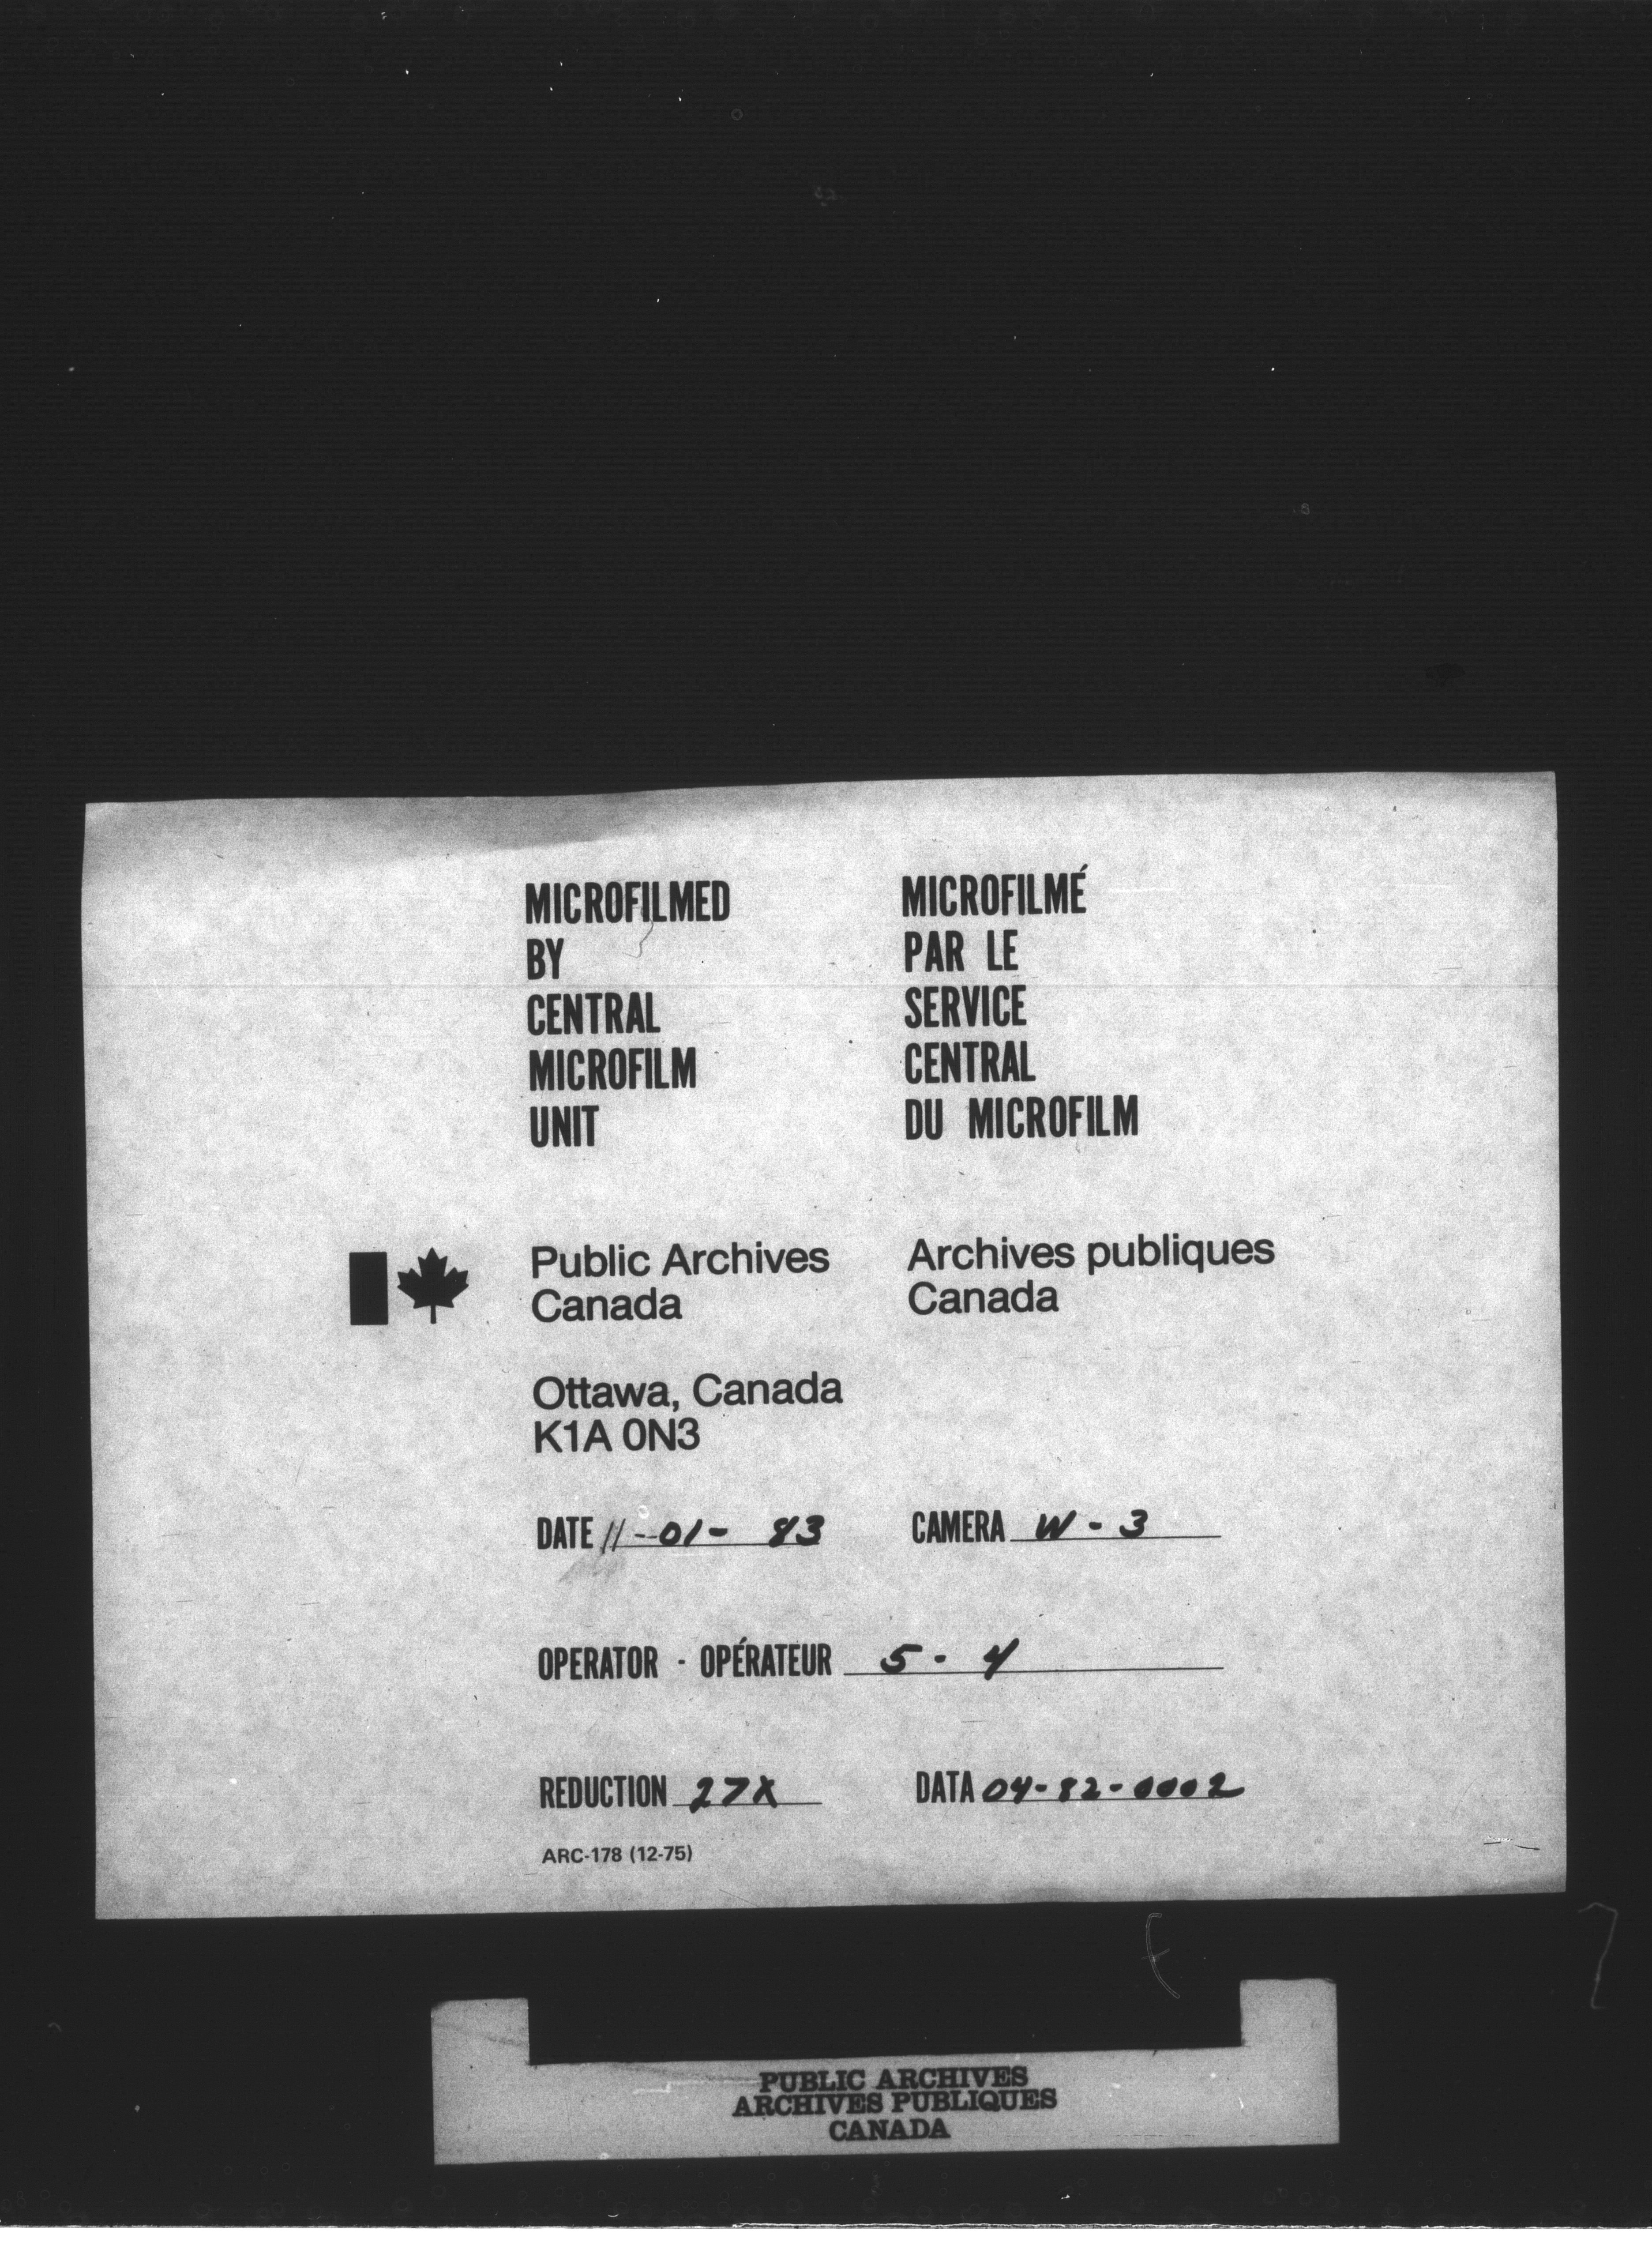 MICROFILMED
BY
CENTRAL
MICROFILM
UNIT
MICROFILMÉ
PAR LE
SERVICE
CENTRAL
DU MICROFILM
Public Archives
Canada
Archives publiques
Canada
Ottawa, Canada
K1A 0N3
DATE 11-01-83 CAMERA W-3
OPERATOR - OPÉRATEUR 5-4
REDUCTION 27X DATA 04-82-0002
ARC-178 (12-75)
PUBLIC ARCHIVES
ARCHIVES PUBLIQUES
CANADA